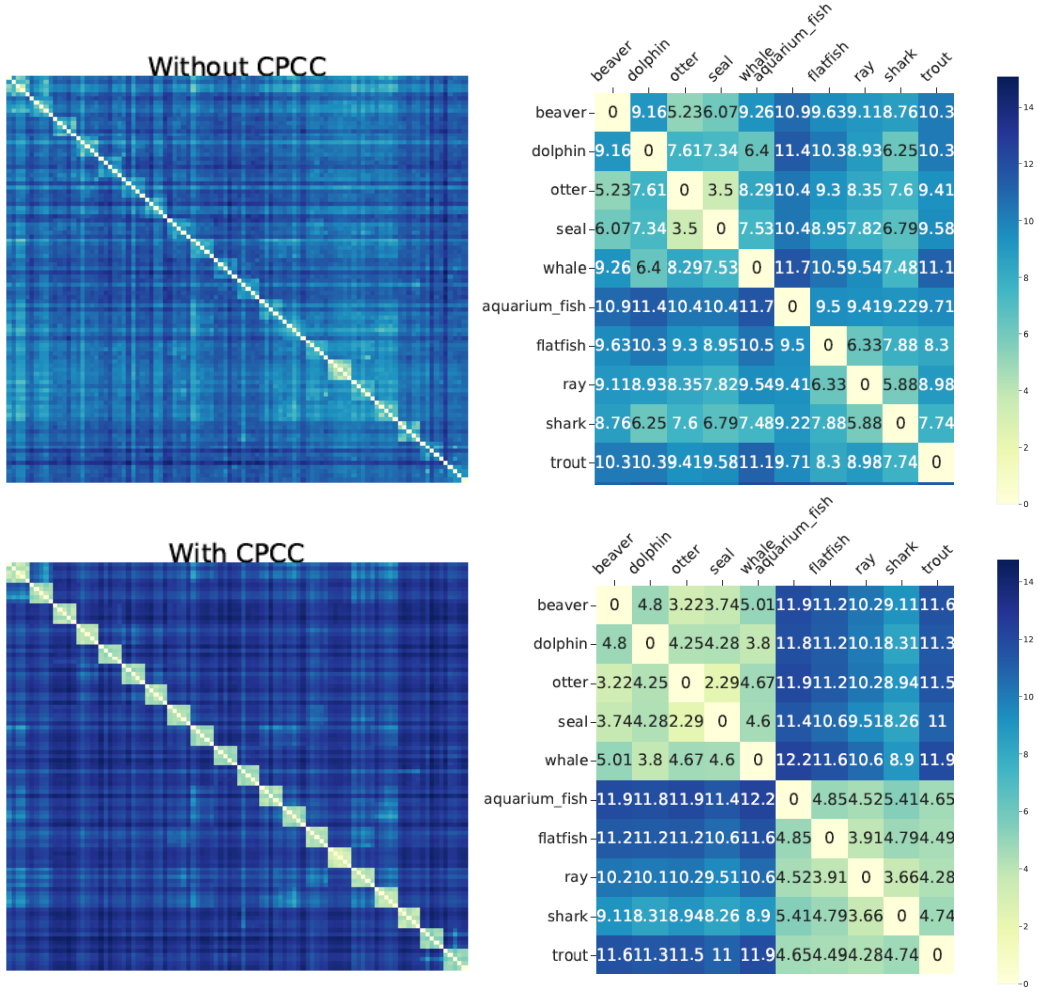 Without CPCC
beaver dolphin otter seal whale aquarium_fish flatfish ray shark trout
beaver 0 9.16 5.23 6.07 9.26 10.9 9.63 9.11 8.76 10.3
dolphin 9.16 0 7.61 7.34 6.4 11.4 10.3 8.93 6.25 10.3
otter 5.23 7.61 0 3.5 8.29 10.4 9.3 8.35 7.6 9.41
seal 6.07 7.34 3.5 0 7.53 10.4 8.95 7.82 6.79 9.58
whale 9.26 6.4 8.29 7.53 0 11.7 10.5 9.54 7.48 11.1
aquarium_fish 10.9 11.4 10.4 10.4 11.7 0 9.5 9.41 9.22 9.71
flatfish 9.63 10.3 9.3 8.95 10.5 9.5 0 6.33 7.88 8.3
ray 9.11 8.93 8.35 7.82 9.54 9.41 6.33 0 5.88 8.98
shark 8.76 6.25 7.6 6.79 7.48 9.22 7.88 5.88 0 7.74
trout 10.3 10.3 9.41 9.58 11.1 9.71 8.3 8.98 7.74 0
14
12
10
8
6
4
2
0
With CPCC
beaver dolphin otter seal whale aquarium_fish flatfish ray shark trout
beaver 0 4.8 3.22 3.74 5.01 11.9 11.2 10.2 9.11 11.6
dolphin 4.8 0 4.25 4.28 3.8 11.8 11.2 10.1 8.31 11.3
otter 3.22 4.25 0 2.29 4.67 11.9 11.2 10.2 8.94 11.5
seal 3.74 4.28 2.29 0 4.6 11.4 10.6 9.51 8.26 11
whale 5.01 3.8 4.67 4.6 0 12.2 11.6 10.6 8.9 11.9
aquarium_fish 11.9 11.8 11.9 11.4 12.2 0 4.85 4.52 5.41 4.65
flatfish 11.2 11.2 11.2 10.6 11.6 4.85 0 3.91 4.79 4.49
ray 10.2 10.1 10.2 9.51 10.6 4.52 3.91 0 3.66 4.28
shark 9.11 8.31 8.94 8.26 8.9 5.41 4.79 3.66 0 4.74
trout 11.6 11.3 11.5 11 11.9 4.65 4.49 4.28 4.74 0
14
12
10
8
6
4
2
0